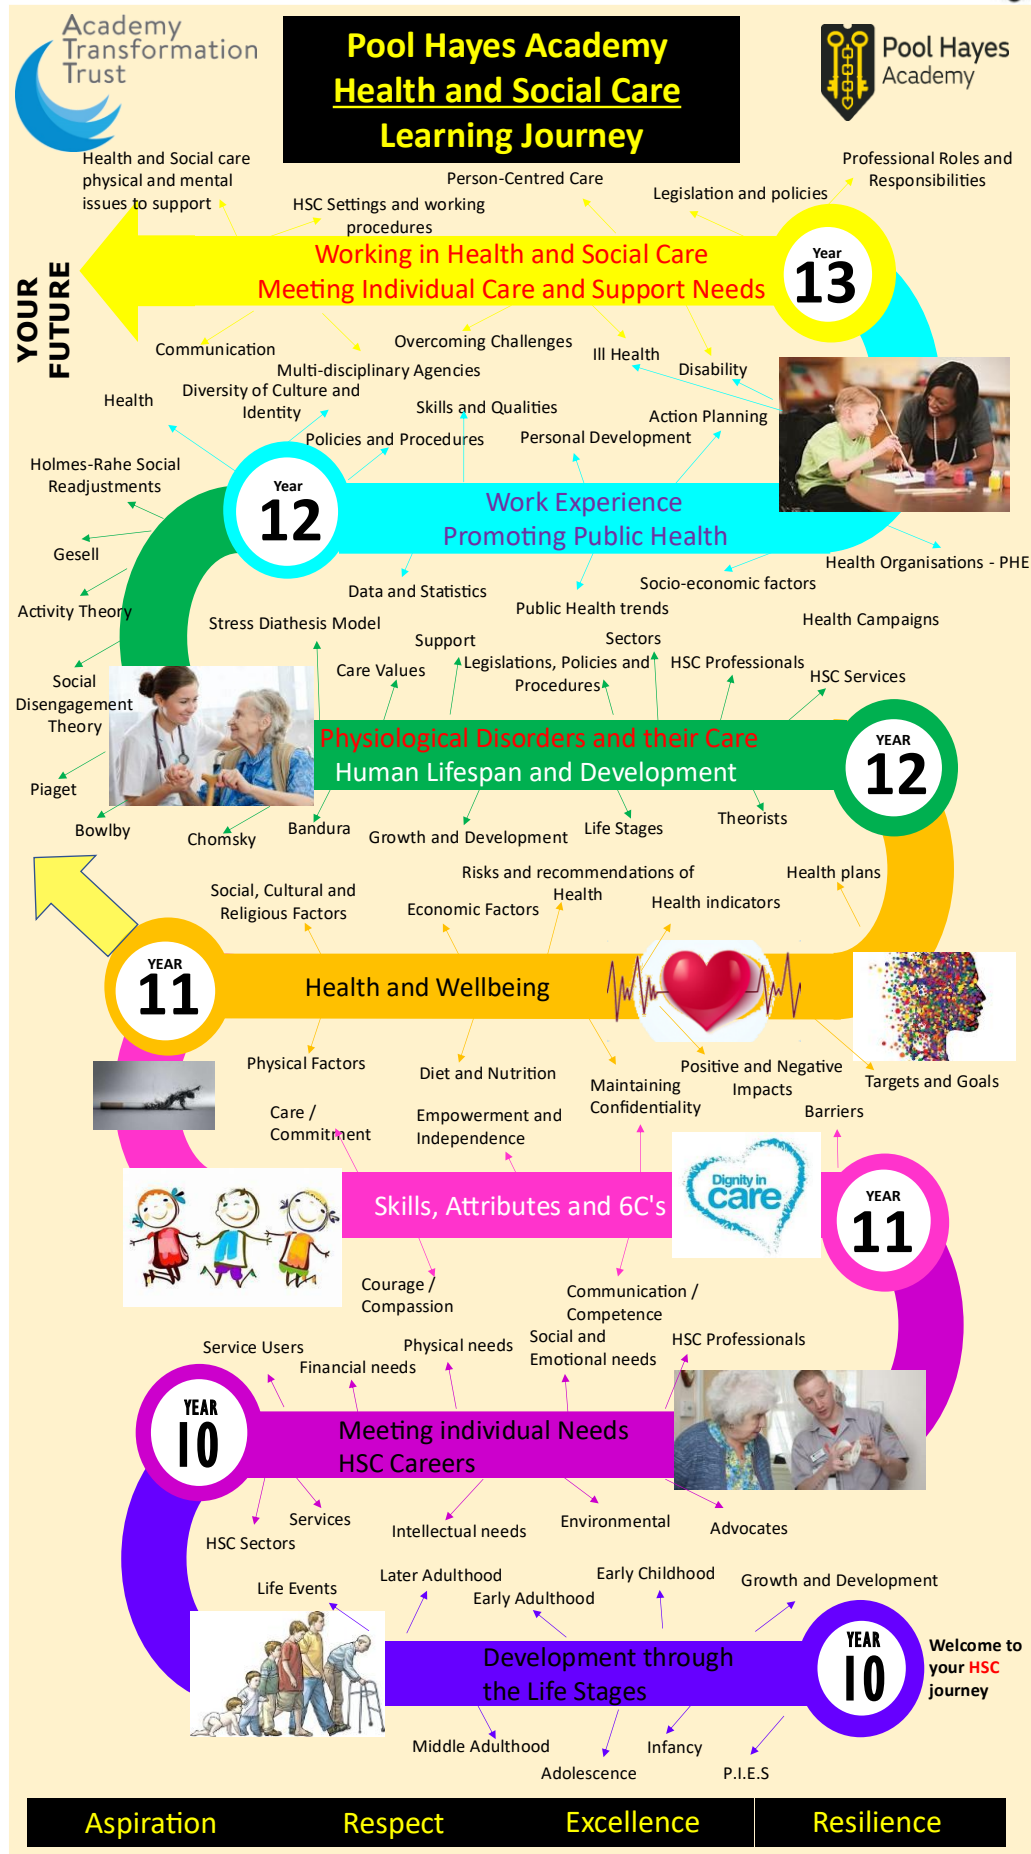 Academy
Transformation
Trust
Pool Hayes Academy
Health and Social Care
Learning Journey
Pool Hayes
Academy
Health and Social care
physical and mental
issues to support
HSC Settings and working
procedures
Person-Centred Care
Legislation and policies
Professional Roles and
Responsibilities
YOUR
FUTURE
Working in Health and Social Care
Meeting Individual Care and Support Needs
Year
13
Communication
Multi-disciplinary Agencies
Overcoming Challenges
Ill Health
Disability
Health
Diversity of Culture and
Identity
Policies and Procedures
Skills and Qualities
Personal Development
Action Planning
Year
12
Work Experience
Promoting Public Health
Holmes-Rahe Social
Readjustments
Gesell
Activity Theory
Social
Disengagement
Theory
Piaget
Bowlby
Data and Statistics
Public Health trends
Socio-economic factors
Health Organisations - PHE
Health Campaigns
Stress Diathesis Model
Care Values
Support
Legislations, Policies and
Procedures
Sectors
HSC Professionals
HSC Services
Physiological Disorders and their Care
Human Lifespan and Development
YEAR
12
Chomsky
Bandura
Growth and Development
Life Stages
Theorists
Social, Cultural and
Religious Factors
Economic Factors
Risks and recommendations of
Health
Health indicators
Health plans
YEAR
11
Health and Wellbeing
Physical Factors
Diet and Nutrition
Maintaining
Confidentiality
Positive and Negative
Impacts
Targets and Goals
Care /
Commitment
Empowerment and
Independence
Barriers
Skills, Attributes and 6C's
Dignity in
care
YEAR
11
Courage /
Compassion
Communication /
Competence
Service Users
Financial needs
Physical needs
Social and
Emotional needs
HSC Professionals
YEAR
10
Meeting individual Needs
HSC Careers
HSC Sectors
Services
Intellectual needs
Environmental
Advocates
Life Events
Later Adulthood
Early Adulthood
Early Childhood
Growth and Development
Development through
the Life Stages
YEAR
10
Welcome to
your HSC
journey
Middle Adulthood
Adolescence
Infancy
P.I.E.S
Aspiration
Respect
Excellence
Resilience